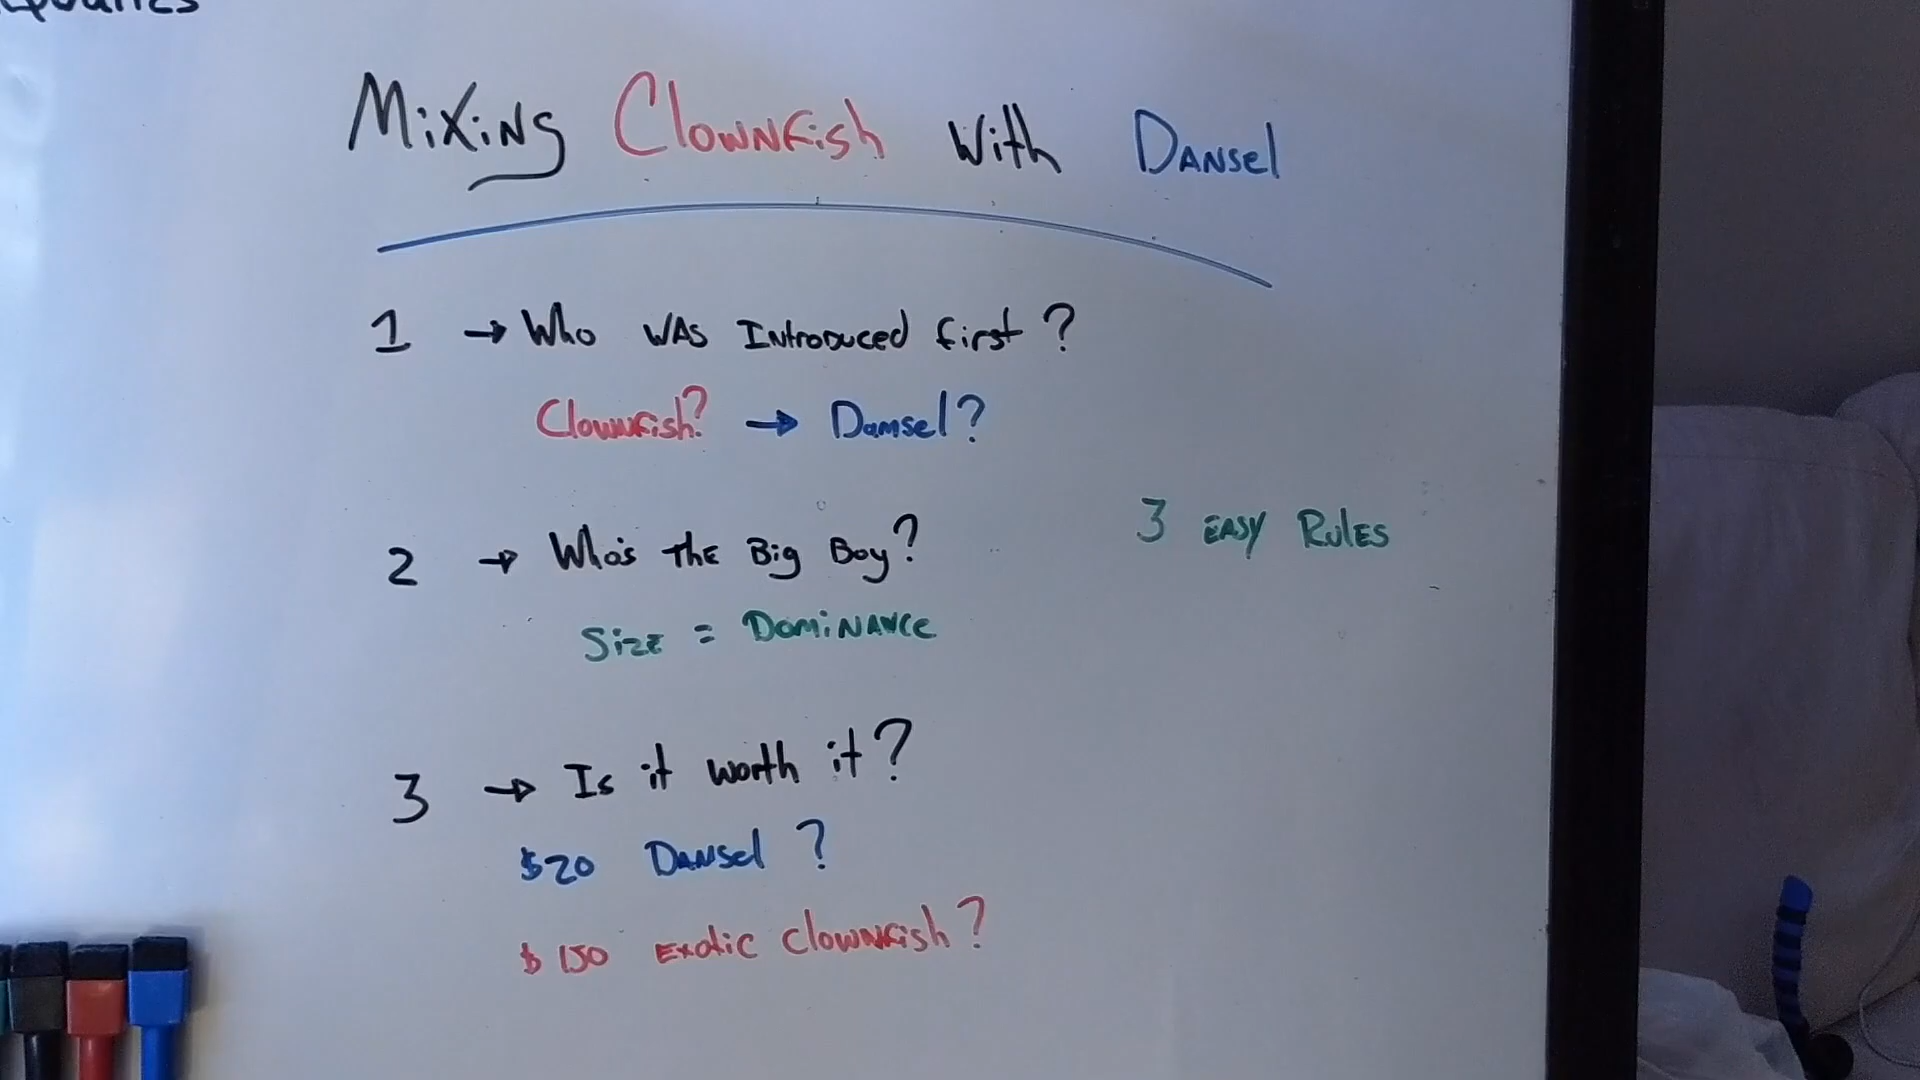 Mixing Clownfish With Dansel
1 → Who was Introduced first?
Clownfish? → Damsel?
2 → Who's the Big Boy?
3 Easy Rules
Size = Dominance
3 → Is it worth it?
$20 Dansel?
$150 Exotic Clownfish?